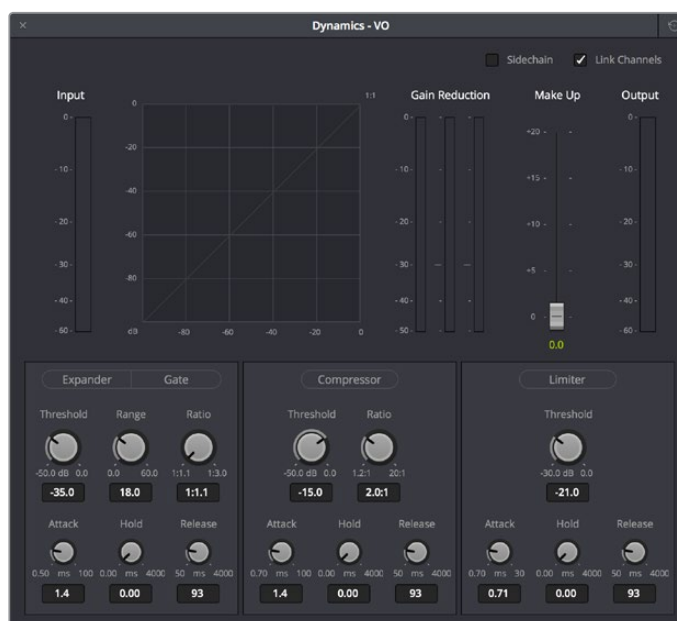 Dynamics - VO
Sidechain Link Channels
Input Gain Reduction Make Up Output
1:1
0 -20 -40 -60 -80 dB
-80 -60 -40 -20 0
0 -10 -20 -30 -40 -60
0 -10 -20 -30 -40 -50
+20 +15 +10 +5 0
0.0
0 -10 -20 -30 -40 -60
Expander Gate
Threshold Range Ratio
-50.0 dB 0.0 0.0 60.0 1:1.1 1:3.0
-35.0 18.0 1:1.1
Attack Hold Release
0.50 ms 100 0.00 ms 4000 50 ms 4000
1.4 0.00 93
Compressor
Threshold Ratio
-50.0 dB 0.0 1.2:1 20:1
-15.0 2.0:1
Attack Hold Release
0.70 ms 100 0.00 ms 4000 50 ms 4000
1.4 0.00 93
Limiter
Threshold
-30.0 dB 0.0
-21.0
Attack Hold Release
0.70 ms 30 0.00 ms 4000 50 ms 4000
0.71 0.00 93